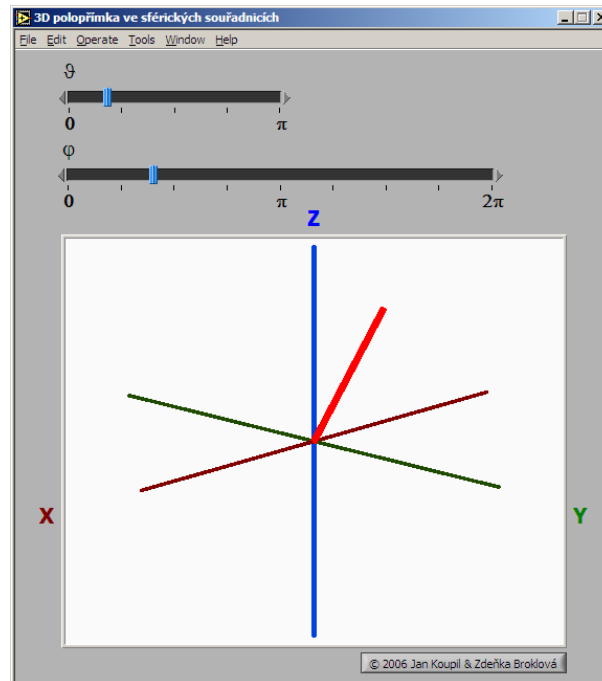 3D polopřímka ve sférických souřadnicích
File Edit Operate Tools Window Help
ϑ
0 π
φ
0 π 2π
Z
X Y
© 2006 Jan Koupil & Zdeňka Broklová